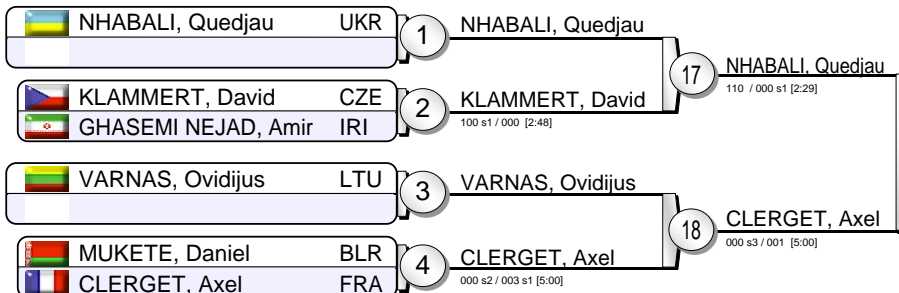 NHABALI, Quedjau UKR
1
NHABALI, Quedjau
KLAMMERT, David CZE
GHASEMI NEJAD, Amir IRI
2
KLAMMERT, David
100 s1 / 000 [2:48]
17
NHABALI, Quedjau
110 / 000 s1 [2:29]
VARNAS, Ovidijus LTU
3
VARNAS, Ovidijus
MUKETE, Daniel BLR
CLERGET, Axel FRA
4
CLERGET, Axel
000 s2 / 003 s1 [5:00]
18
CLERGET, Axel
000 s3 / 001 [5:00]